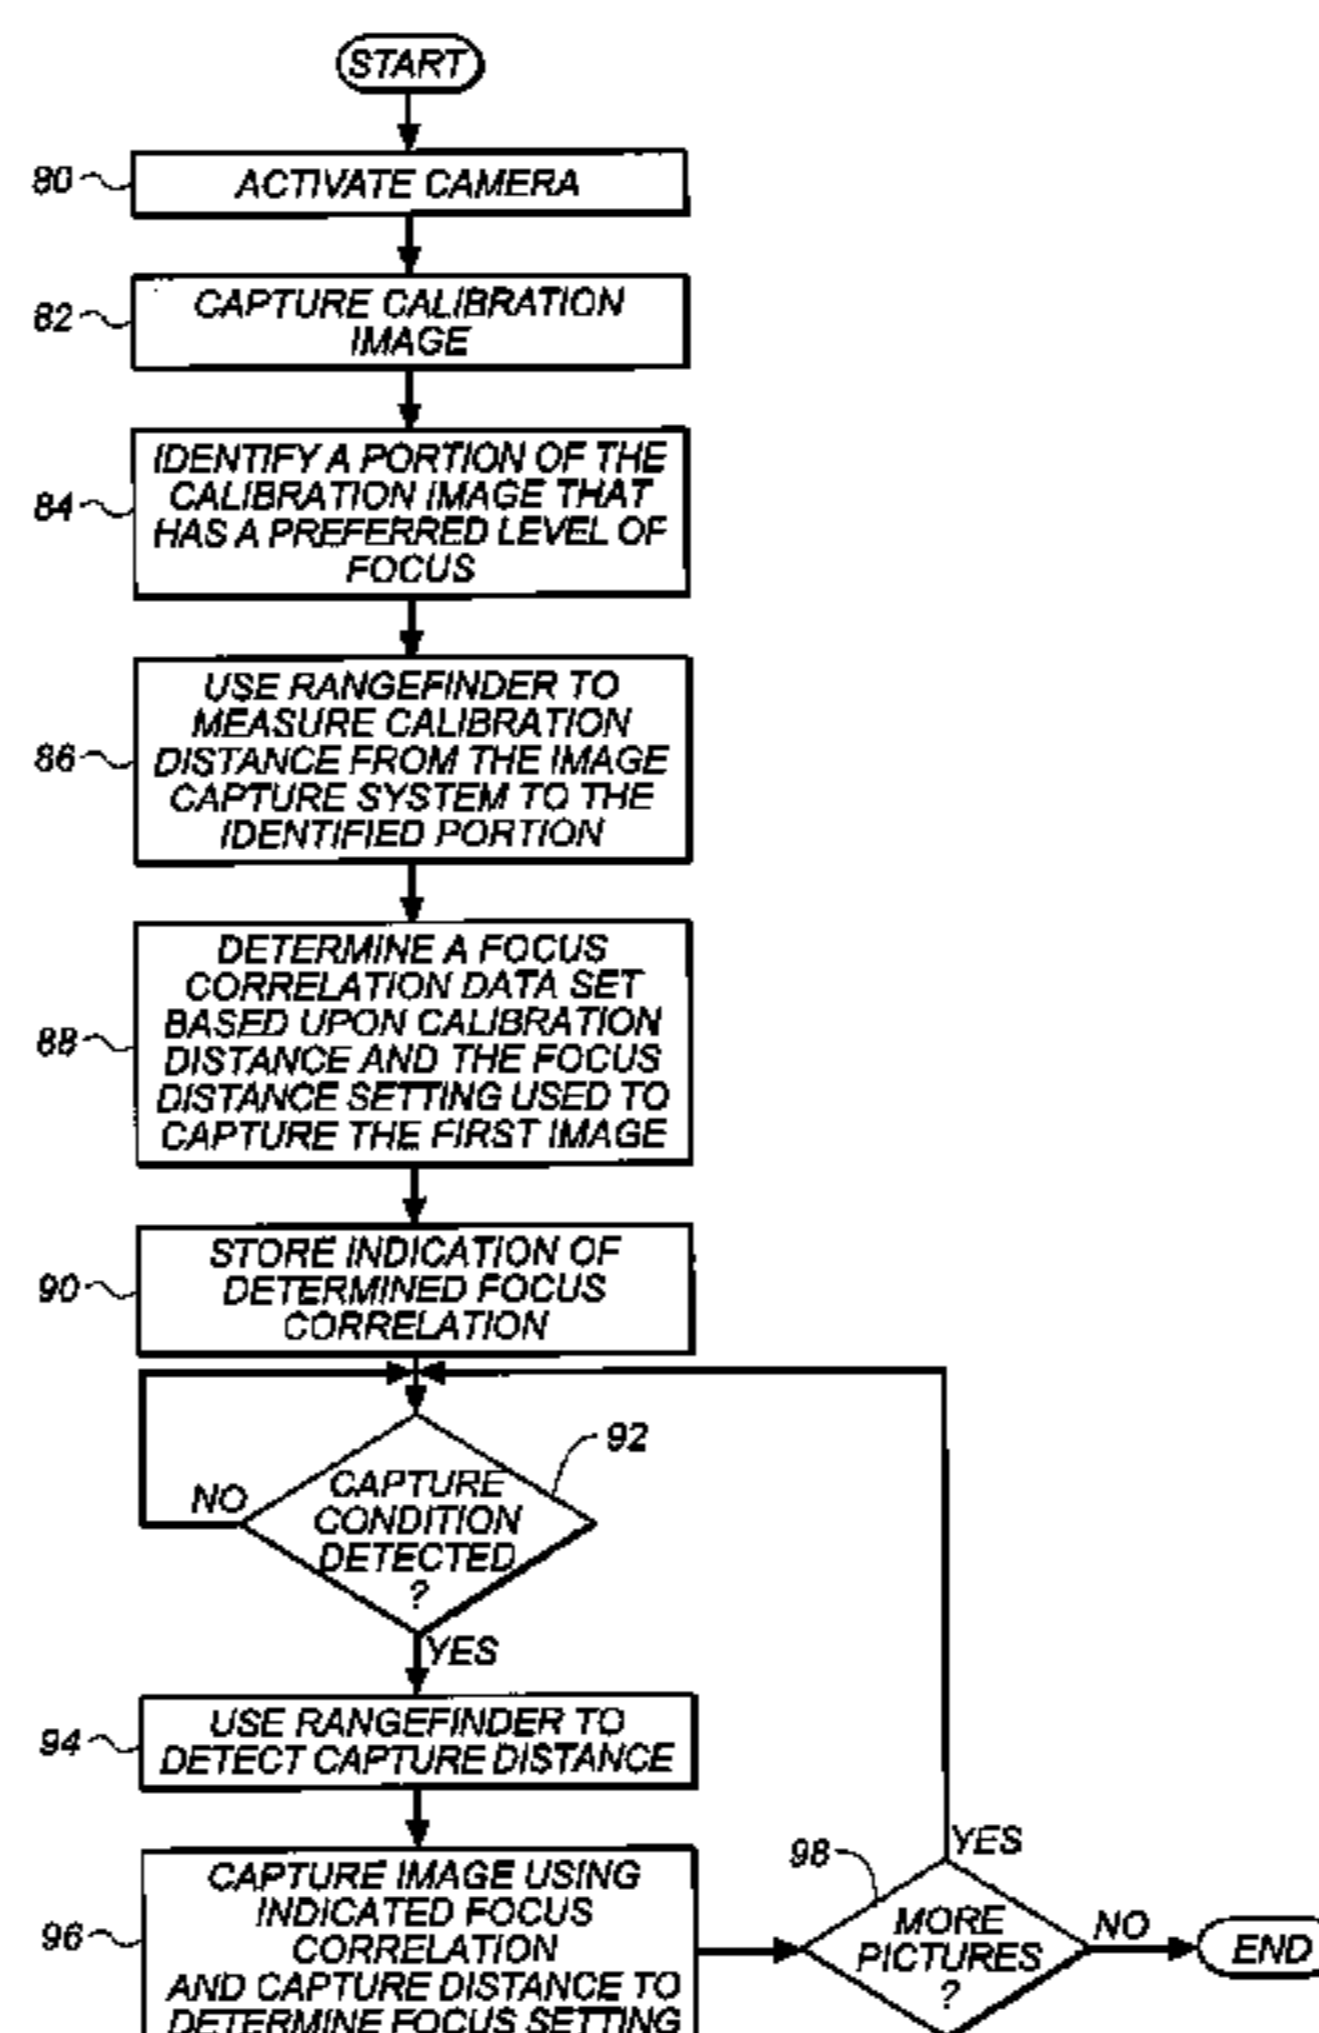 START
80
ACTIVATE CAMERA
82
CAPTURE CALIBRATION
IMAGE
84
IDENTIFY A PORTION OF THE
CALIBRATION IMAGE THAT
HAS A PREFERRED LEVEL OF
FOCUS
86
USE RANGEFINDER TO
MEASURE CALIBRATION
DISTANCE FROM THE IMAGE
CAPTURE SYSTEM TO THE
IDENTIFIED PORTION
88
DETERMINE A FOCUS
CORRELATION DATA SET
BASED UPON CALIBRATION
DISTANCE AND THE FOCUS
DISTANCE SETTING USED TO
CAPTURE THE FIRST IMAGE
90
STORE INDICATION OF
DETERMINED FOCUS
CORRELATION
92
NO
CAPTURE
CONDITION
DETECTED
?
YES
94
USE RANGEFINDER TO
DETECT CAPTURE DISTANCE
96
CAPTURE IMAGE USING
INDICATED FOCUS
CORRELATION
AND CAPTURE DISTANCE TO
DETERMINE FOCUS SETTING
98
YES
MORE
PICTURES
?
NO
END